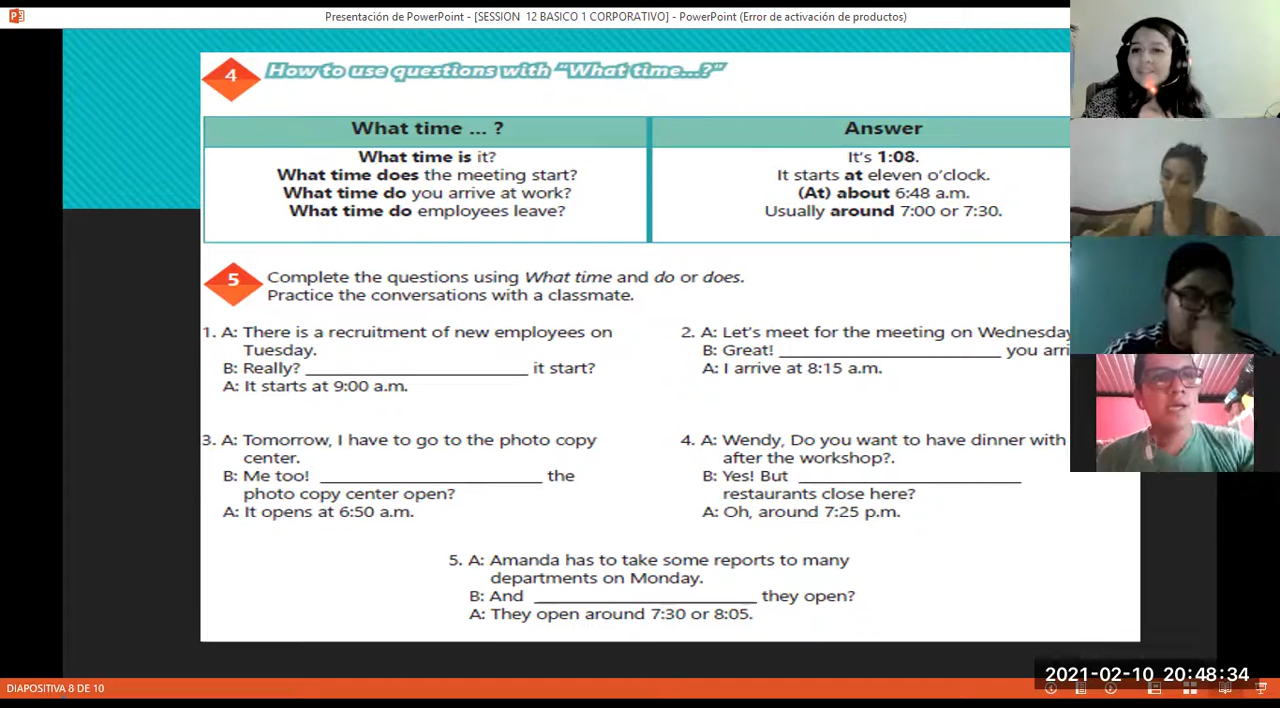 Presentación de PowerPoint - [SESSION 12 BASICO 1 CORPORATIVO] - PowerPoint (Error de activación de productos)
4
How to use questions with "What time...?"
What time ... ?
Answer
What time is it?
It's 1:08.
What time does the meeting start?
It starts at eleven o'clock.
What time do you arrive at work?
(At) about 6:48 a.m.
What time do employees leave?
Usually around 7:00 or 7:30.
5
Complete the questions using What time and do or does.
Practice the conversations with a classmate.
1. A: There is a recruitment of new employees on
Tuesday.
B: Really? ______________________ it start?
A: It starts at 9:00 a.m.
2. A: Let's meet for the meeting on Wednesday
B: Great! ______________________ you arri
A: I arrive at 8:15 a.m.
3. A: Tomorrow, I have to go to the photo copy
center.
B: Me too! ______________________ the
photo copy center open?
A: It opens at 6:50 a.m.
4. A: Wendy, Do you want to have dinner with
after the workshop?.
B: Yes! But ______________________
restaurants close here?
A: Oh, around 7:25 p.m.
5. A: Amanda has to take some reports to many
departments on Monday.
B: And ______________________ they open?
A: They open around 7:30 or 8:05.
2021-02-10 20:48:34
DIAPOSITIVA 8 DE 10